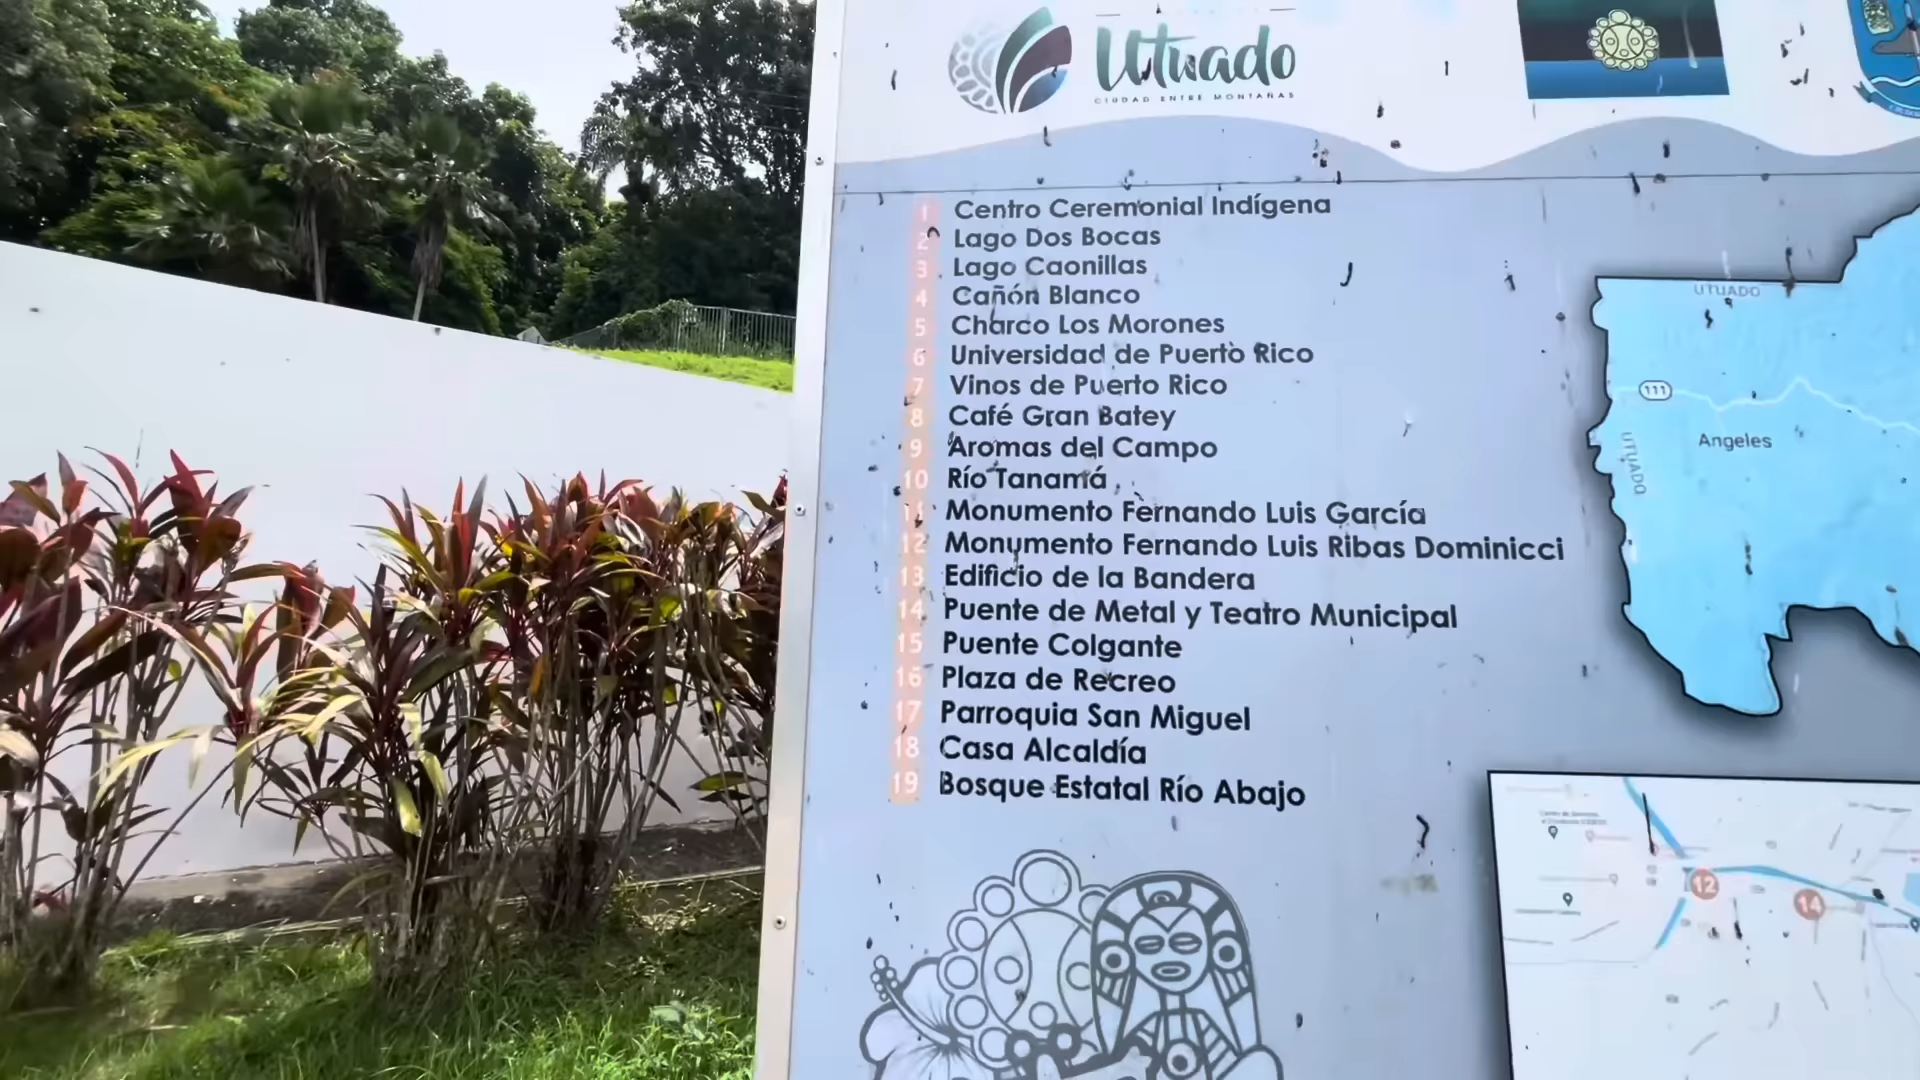 Utuado
CIUDAD ENTRE MONTAÑAS
1 Centro Ceremonial Indígena
2 Lago Dos Bocas
3 Lago Caonillas
4 Cañón Blanco
5 Charco Los Morones
6 Universidad de Puerto Rico
7 Vinos de Puerto Rico
8 Café Gran Batey
9 Aromas del Campo
10 Río Tanamá
11 Monumento Fernando Luis García
12 Monumento Fernando Luis Ribas Dominicci
13 Edificio de la Bandera
14 Puente de Metal y Teatro Municipal
15 Puente Colgante
16 Plaza de Recreo
17 Parroquia San Miguel
18 Casa Alcaldía
19 Bosque Estatal Río Abajo
UTUADO
111
Angeles
UTUADO
12
14